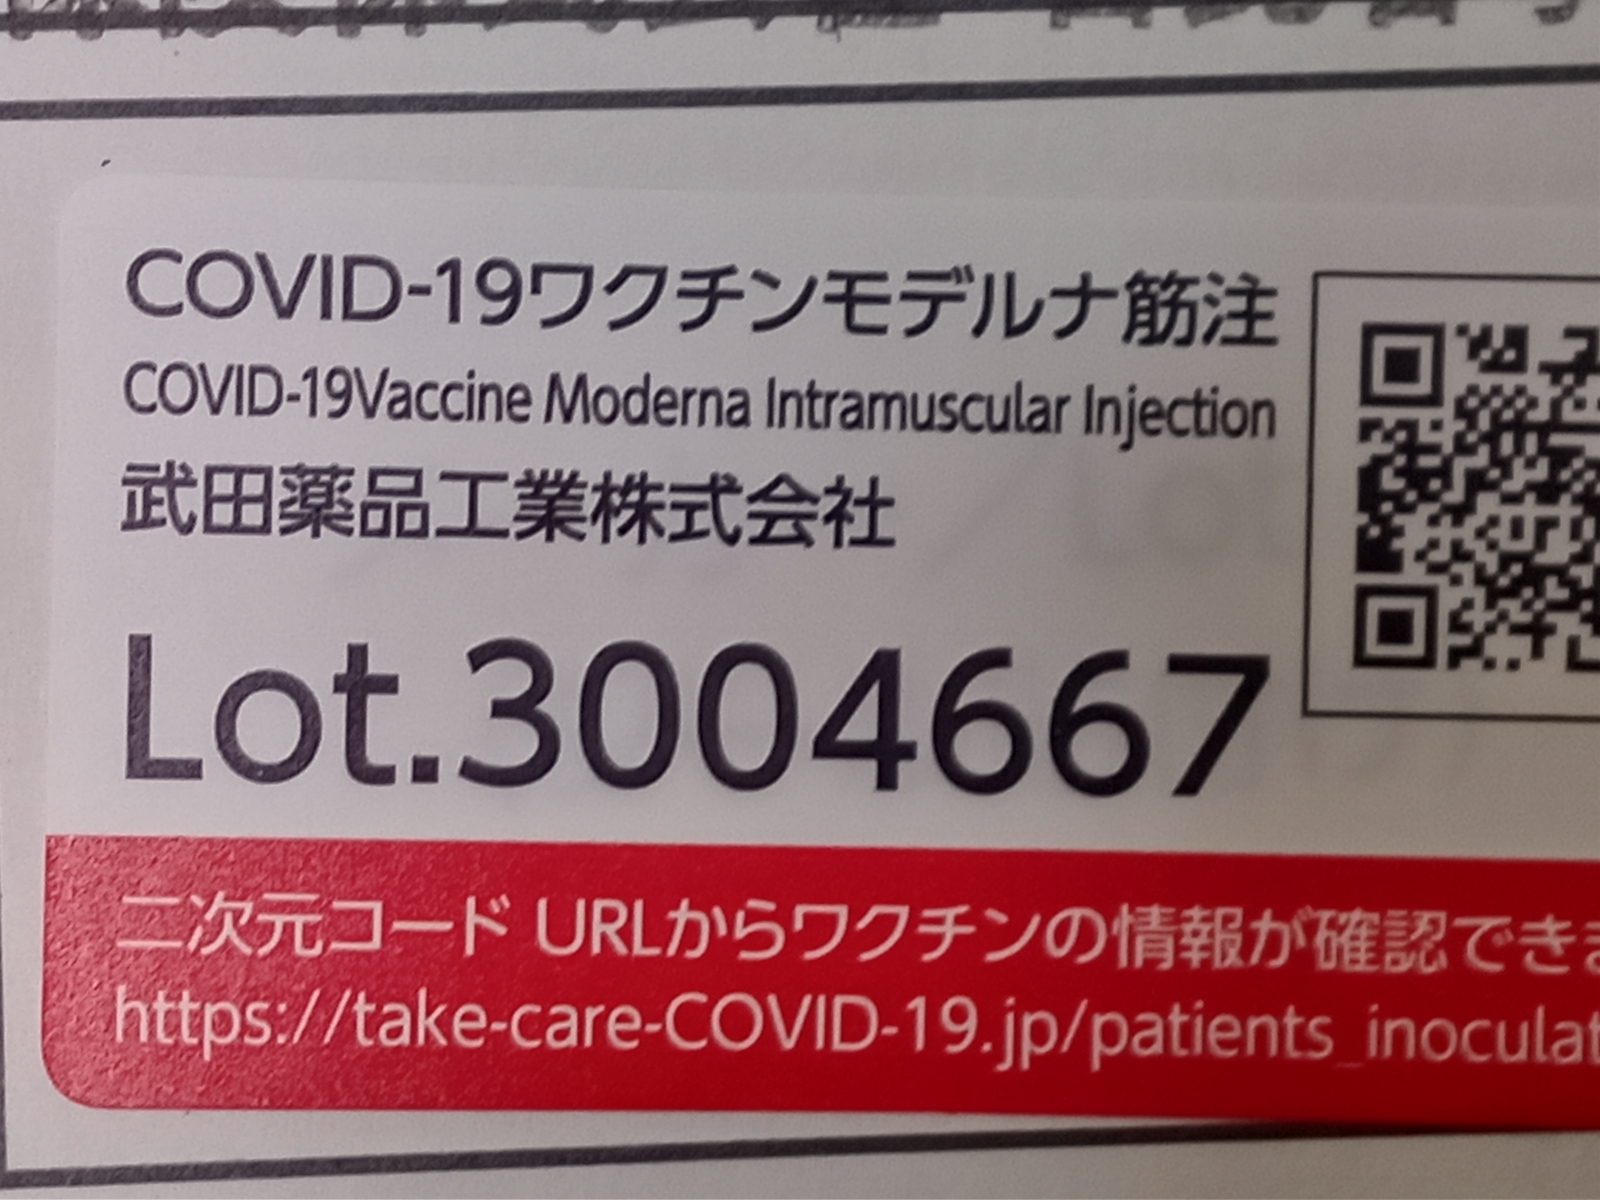 COVID-19ワクチンモデルナ筋注
COVID-19Vaccine Moderna Intramuscular Injection
武田薬品工業株式会社
Lot.3004667
二次元コード URLからワクチンの情報が確認できま
https://take-care-COVID-19.jp/patients_inoculat